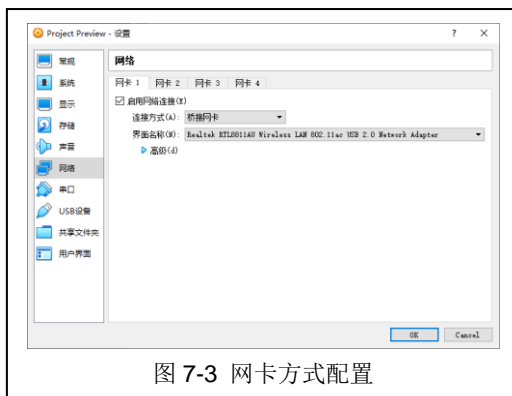 Project Preview - 设置
? ×
常规
系统
显示
存储
声音
网络
串口
USB设备
共享文件夹
用户界面
网络
网卡 1 网卡 2 网卡 3 网卡 4
启用网络连接(E)
连接方式(A): 桥接网卡
界面名称(N): Realtek RTL8811AU Wireless LAN 802.11ac USB 2.0 Network Adapter
高级(d)
OK Cancel
图 7-3 网卡方式配置